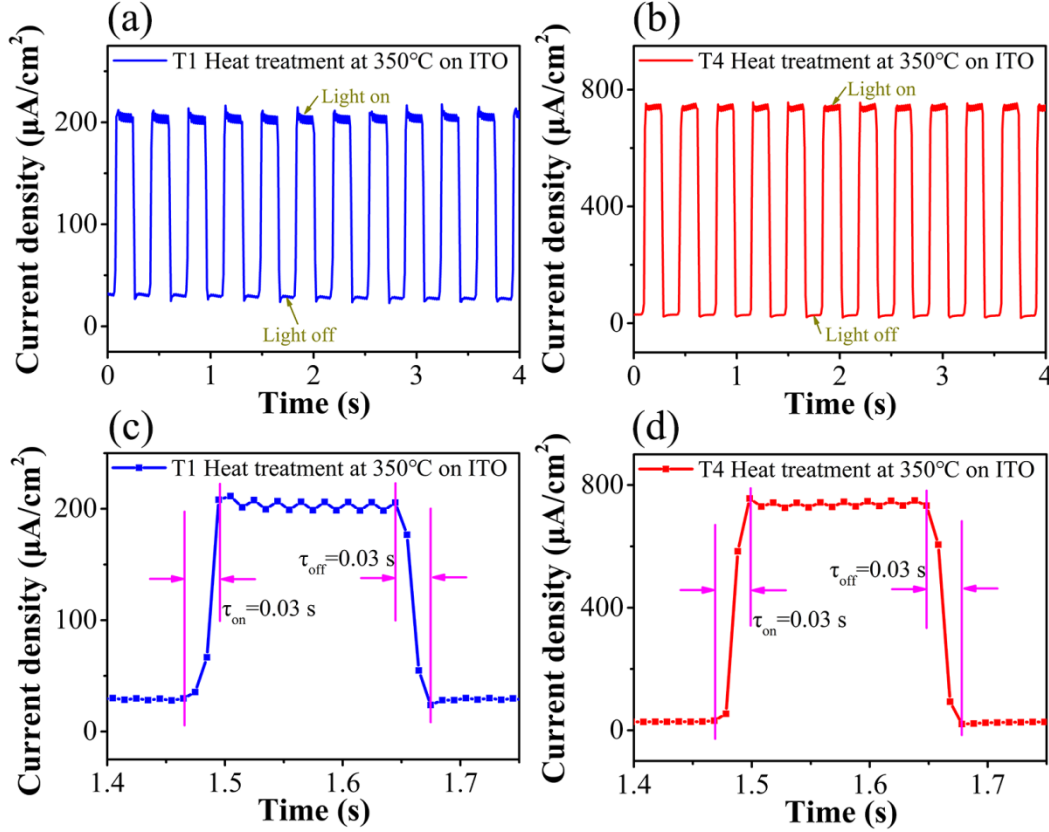 (a)
T1 Heat treatment at 350℃ on ITO
Light on
Light off
Current density (μA/cm²)
200
100
0
0 1 2 3 4
Time (s)
(b)
T4 Heat treatment at 350℃ on ITO
Light on
Light off
Current density (μA/cm²)
800
400
0
0 1 2 3 4
Time (s)
(c)
T1 Heat treatment at 350℃ on ITO
τoff=0.03 s
τon=0.03 s
Current density (μA/cm²)
200
100
0
1.4 1.5 1.6 1.7
Time (s)
(d)
T4 Heat treatment at 350℃ on ITO
τoff=0.03 s
τon=0.03 s
Current density (μA/cm²)
800
400
0
1.4 1.5 1.6 1.7
Time (s)